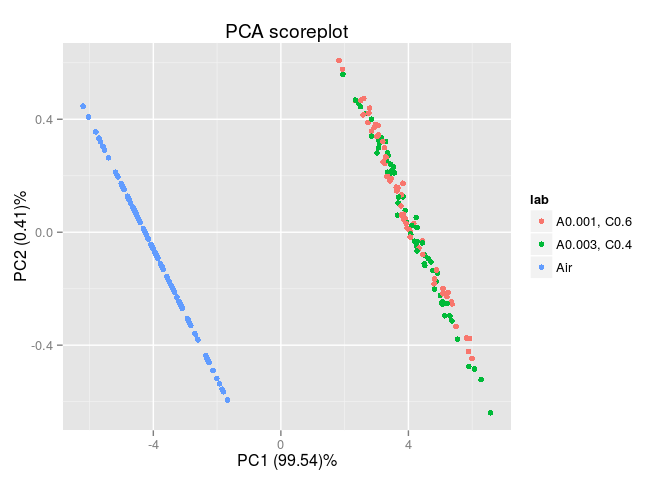 PCA scoreplot
PC2 (0.41)%
0.4
0.0
-0.4
-4
0
4
PC1 (99.54)%
lab
A0.001, C0.6
A0.003, C0.4
Air